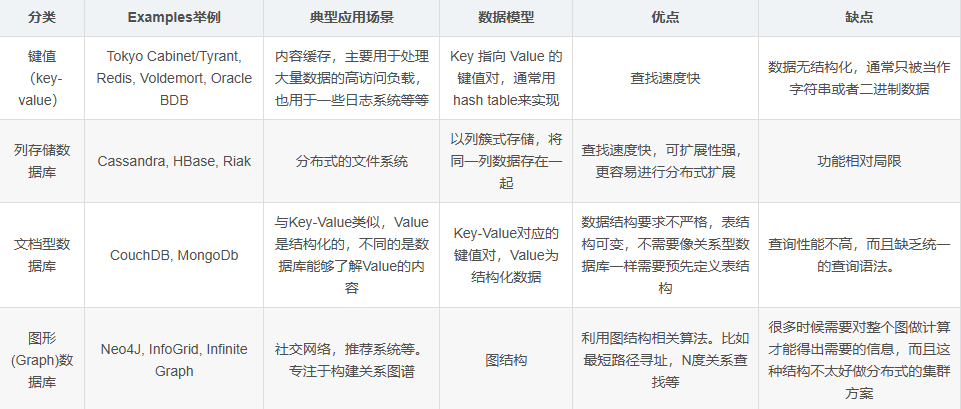 分类
Examples举例
典型应用场景
数据模型
优点
缺点
键值
（key-
value）
Tokyo Cabinet/Tyrant,
Redis, Voldemort, Oracle
BDB
内容缓存，主要用于处理
大量数据的高访问负载，
也用于一些日志系统等等
Key 指向 Value 的
键值对，通常用
hash table来实现
查找速度快
数据无结构化，通常只被当作
字符串或者二进制数据
列存储数
据库
Cassandra, HBase, Riak
分布式的文件系统
以列簇式存储，将
同一列数据存在一
起
查找速度快，可扩展性强，
更容易进行分布式扩展
功能相对局限
文档型数
据库
CouchDB, MongoDb
与Key-Value类似，Value
是结构化的，不同的是数
据库能够了解Value的内
容
Key-Value对应的
键值对，Value为
结构化数据
数据结构要求不严格，表结
构可变，不需要像关系型数
据库一样需要预先定义表结
构
查询性能不高，而且缺乏统一
的查询语法。
图形
(Graph)数
据库
Neo4J, InfoGrid, Infinite
Graph
社交网络，推荐系统等。
专注于构建关系图谱
图结构
利用图结构相关算法。比如
最短路径寻址，N度关系查
找等
很多时候需要对整个图做计算
才能得出需要的信息，而且这
种结构不太好做分布式的集群
方案